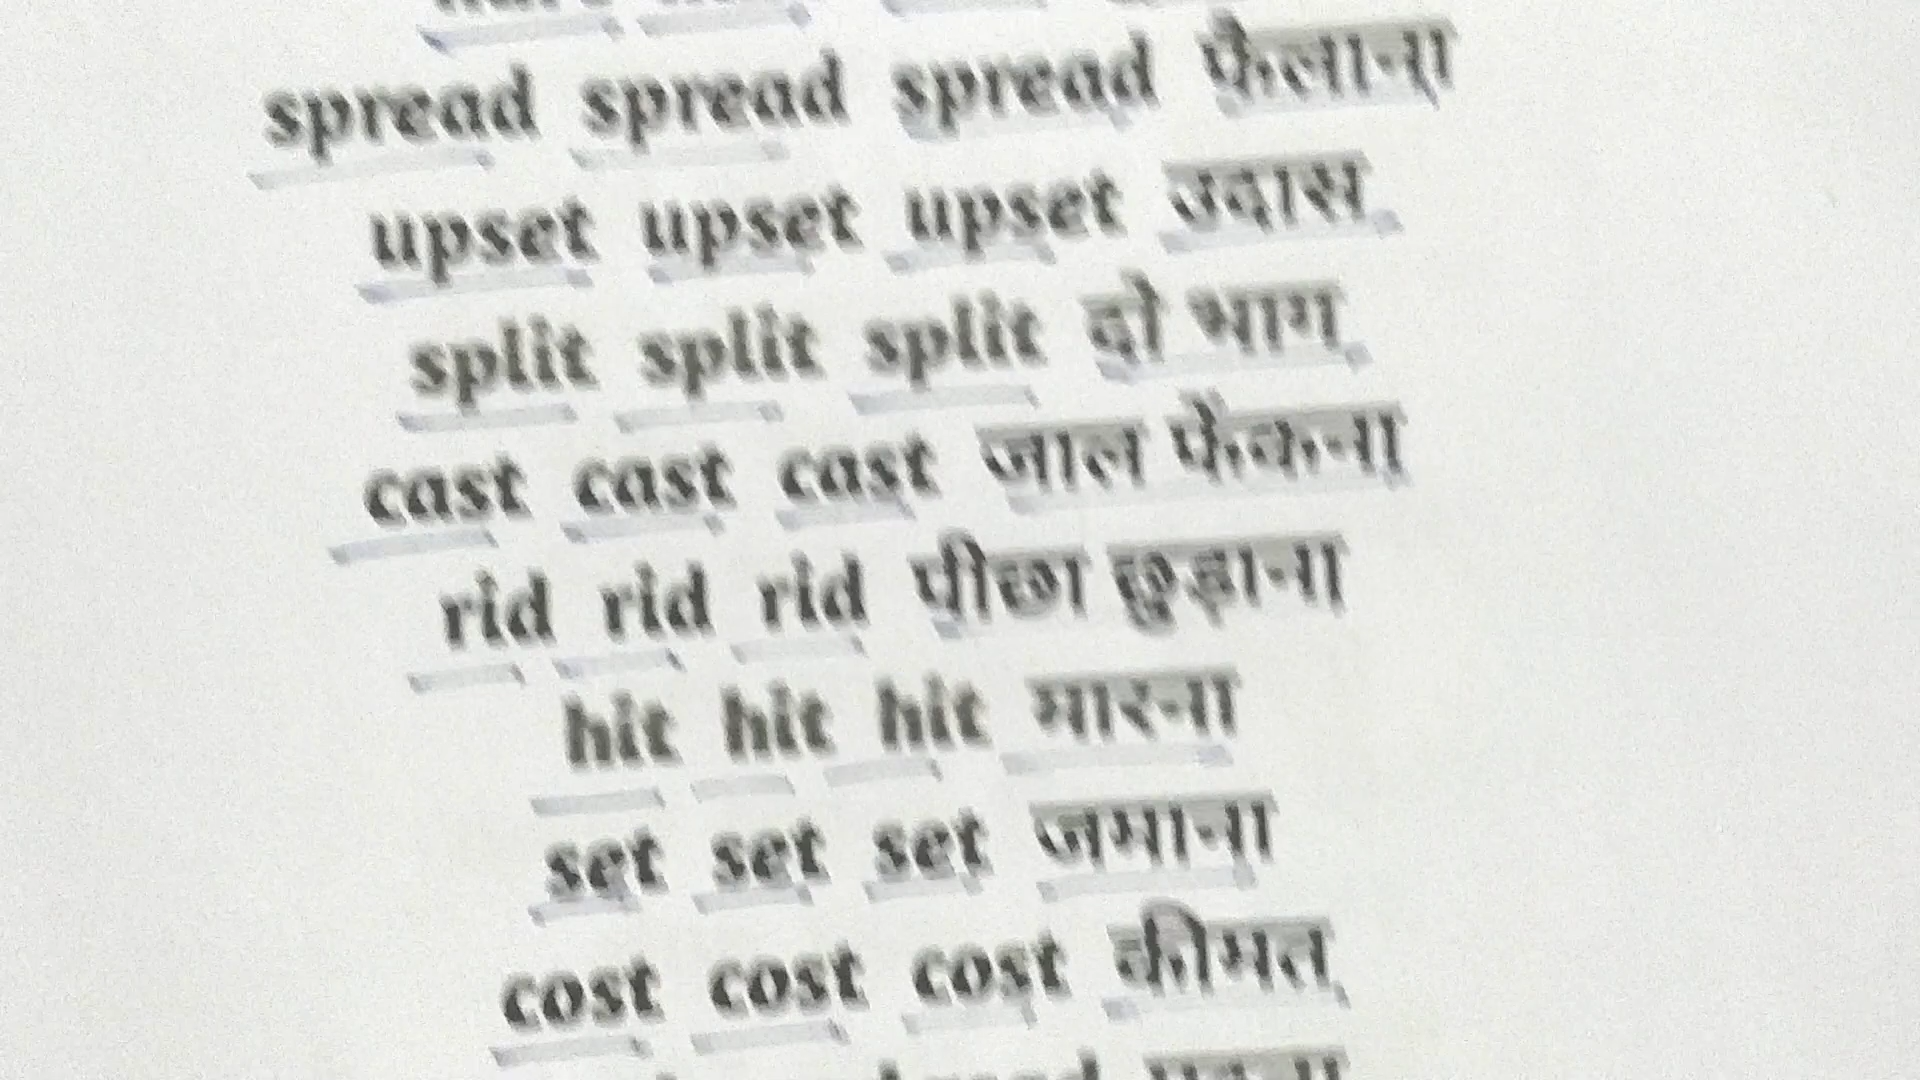 spread spread spread फैलाना
upset upset upset उदास
split split split दो भाग
cast cast cast जाल फेंकना
rid rid rid पीछा छुड़ाना
hit hit hit मारना
set set set जमाना
cost cost cost कीमत